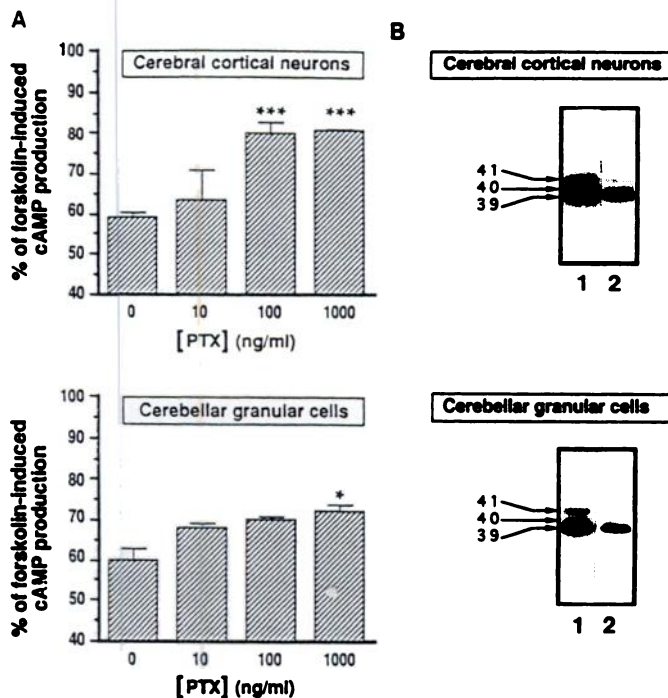 A
% of forskolin-induced
cAMP production
100
90
80
70
60
50
40
Cerebral cortical neurons
***
***
0 10 100 1000
[PTX] (ng/ml)
% of forskolin-induced
cAMP production
100
90
80
70
60
50
40
Cerebellar granular cells
*
0 10 100 1000
[PTX] (ng/ml)
B
Cerebral cortical neurons
41
40
39
1 2
Cerebellar granular cells
41
40
39
1 2